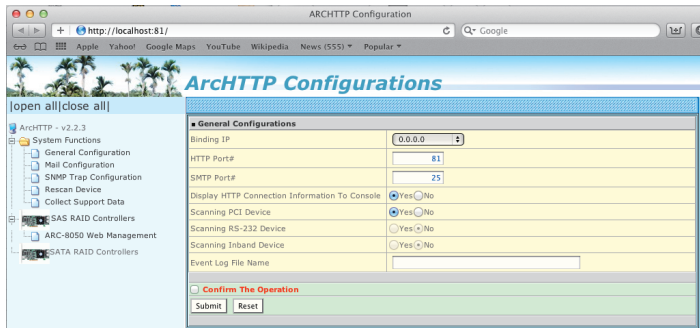 ARCHTTP Configuration
http://localhost:81/
Google
Apple Yahoo! Google Maps YouTube Wikipedia News (555) Popular
ArcHTTP Configurations
|open all|close all|
ArcHTTP - v2.2.3
System Functions
General Configuration
Mail Configuration
SNMP Trap Configuration
Rescan Device
Collect Support Data
SAS RAID Controllers
ARC-8050 Web Management
SATA RAID Controllers
General Configurations
Binding IP 0.0.0.0
HTTP Port# 81
SMTP Port# 25
Display HTTP Connection Information To Console Yes No
Scanning PCI Device Yes No
Scanning RS-232 Device Yes No
Scanning Inband Device Yes No
Event Log File Name
Confirm The Operation
Submit Reset